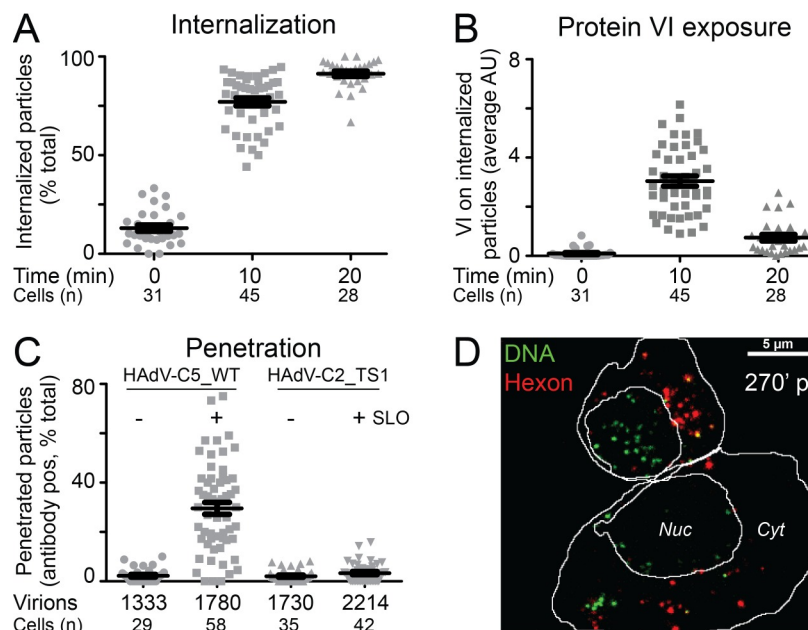 A
Internalization
Internalized particles
(% total)
100
50
0
Time (min) 0 10 20
Cells (n) 31 45 28
B
Protein VI exposure
VI on internalized
particles (average AU)
8
4
0
Time (min) 0 10 20
Cells (n) 31 45 28
C
Penetration
HAdV-C5_WT HAdV-C2_TS1
- + - + SLO
Penetrated particles
(antibody pos, % total)
80
40
0
Virions 1333 1780 1730 2214
Cells (n) 29 58 35 42
D
DNA
Hexon
5 µm
270' p
Nuc
Cyt